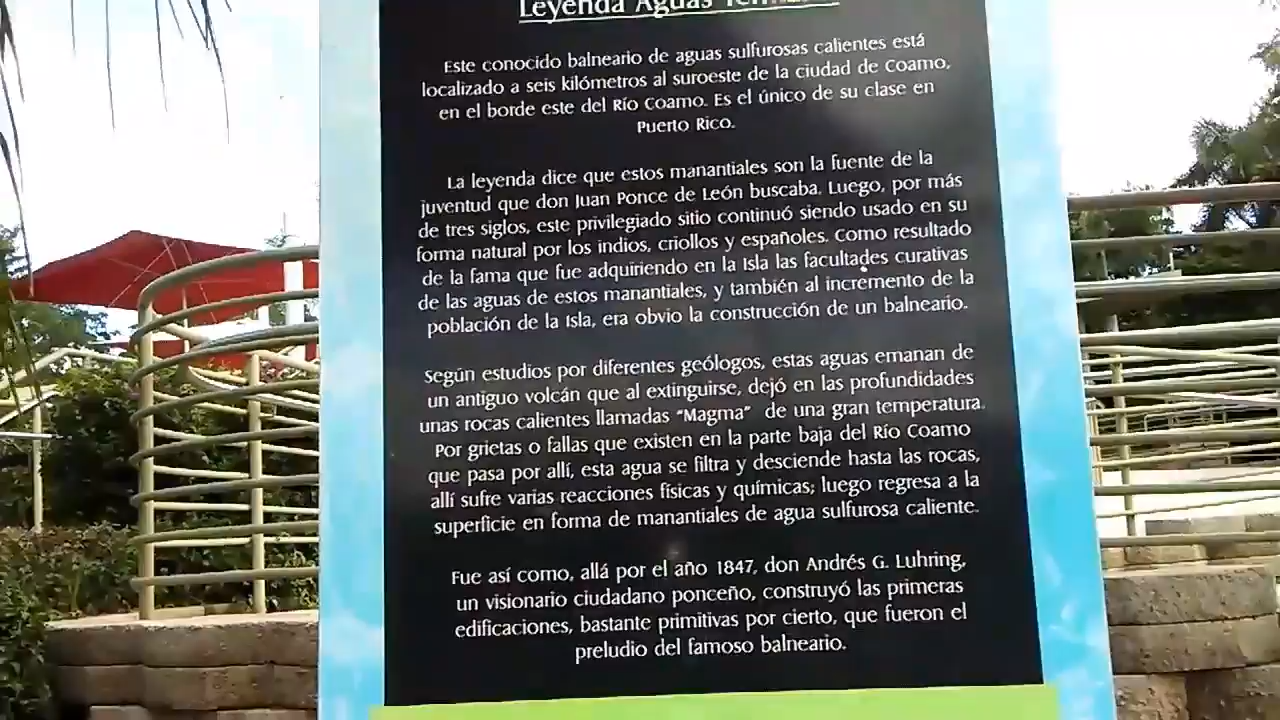 Leyenda Aguas
Este conocido balneario de aguas sulfurosas calientes está
localizado a seis kilómetros al suroeste de la ciudad de Coamo,
en el borde este del Río Coamo. Es el único de su clase en
Puerto Rico.
La leyenda dice que estos manantiales son la fuente de la
juventud que don Juan Ponce de León buscaba. Luego, por más
de tres siglos, este privilegiado sitio continuó siendo usado en su
forma natural por los indios, criollos y españoles. Como resultado
de la fama que fue adquiriendo en la Isla las facultades curativas
de las aguas de estos manantiales, y también al incremento de la
población de la Isla, era obvio la construcción de un balneario.
Según estudios por diferentes geólogos, estas aguas emanan de
un antiguo volcán que al extinguirse, dejó en las profundidades
unas rocas calientes llamadas "Magma" de una gran temperatura.
Por grietas o fallas que existen en la parte baja del Río Coamo
que pasa por allí, esta agua se filtra y desciende hasta las rocas,
allí sufre varias reacciones físicas y químicas; luego regresa a la
superficie en forma de manantiales de agua sulfurosa caliente.
Fue así como, allá por el año 1847, don Andrés G. Luhring,
un visionario ciudadano ponceño, construyó las primeras
edificaciones, bastante primitivas por cierto, que fueron el
preludio del famoso balneario.